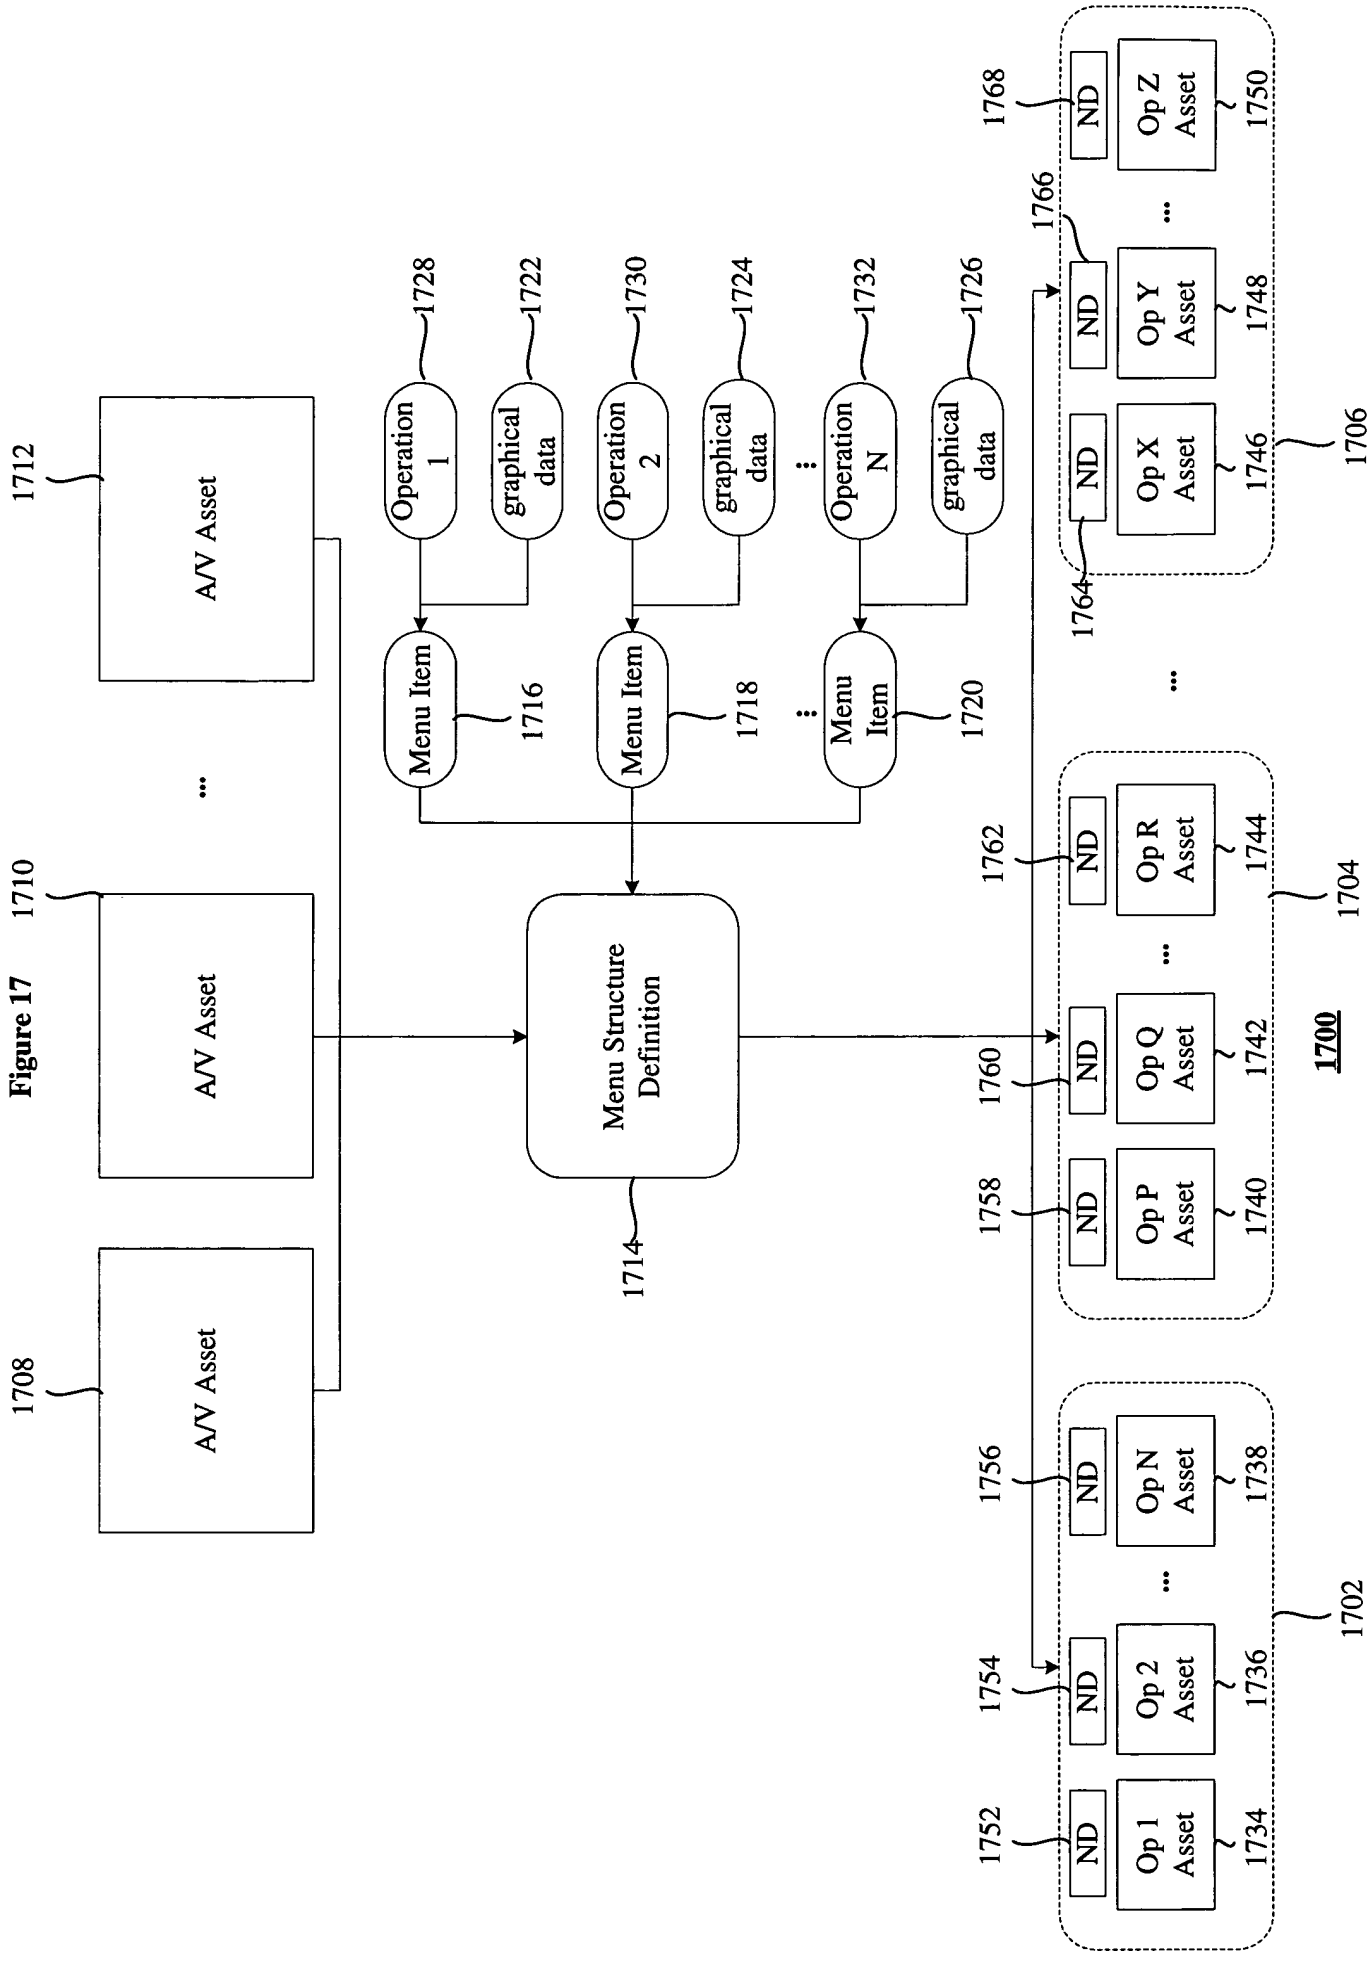 Figure 17
1708
1710
1712
A/V Asset
A/V Asset
...
A/V Asset
1714
Menu Structure
Definition
Menu Item
1716
Operation
1
1728
graphical
data
1722
Menu Item
1718
Operation
2
1730
graphical
data
1724
...
...
Menu
Item
1720
Operation
N
1732
graphical
data
1726
1752
1754
1756
ND
ND
ND
Op 1
Asset
Op 2
Asset
...
Op N
Asset
1734
1736
1738
1702
1758
1760
1762
ND
ND
ND
Op P
Asset
Op Q
Asset
...
Op R
Asset
1740
1742
1744
1704
...
1764
1766
1768
ND
ND
ND
Op X
Asset
Op Y
Asset
...
Op Z
Asset
1746
1748
1750
1706
1700